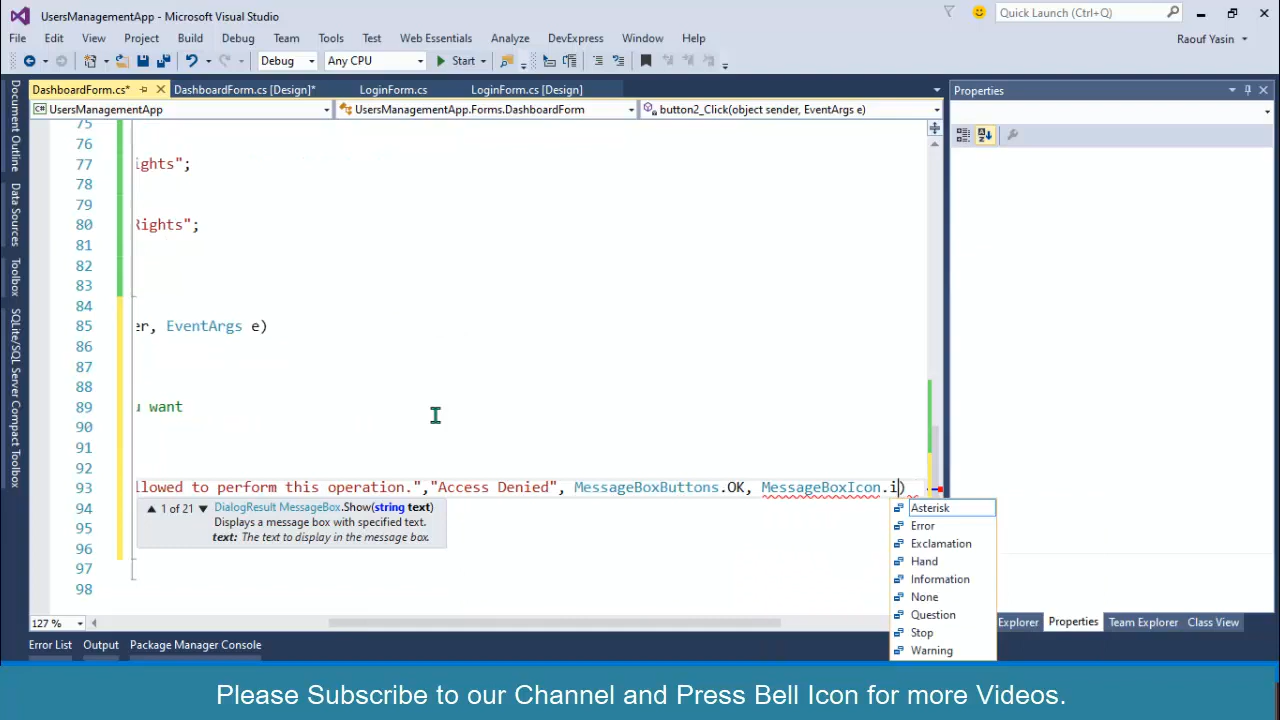 UsersManagementApp - Microsoft Visual Studio
Quick Launch (Ctrl+Q)
File Edit View Project Build Debug Team Tools Test Web Essentials Analyze DevExpress Window Help
Raouf Yasin
Debug Any CPU Start
DashboardForm.cs* DashboardForm.cs [Design]* LoginForm.cs LoginForm.cs [Design]
Properties
UsersManagementApp UsersManagementApp.Forms.DashboardForm button2_Click(object sender, EventArgs e)
Document Outline
Data Sources
Toolbox
SQLite/SQL Server Compact Toolbox
75
76
77 ights";
78
79
80 Rights";
81
82
83
84
85 er, EventArgs e)
86
87
88
89 u want
90
91
92
93 llowed to perform this operation.","Access Denied", MessageBoxButtons.OK, MessageBoxIcon.i)
94
95
96
97
98
1 of 21 DialogResult MessageBox.Show(string text)
Displays a message box with specified text.
text: The text to display in the message box.
Asterisk
Error
Exclamation
Hand
Information
None
Question
Stop
Warning
127 %
Explorer Properties Team Explorer Class View
Error List Output Package Manager Console
Please Subscribe to our Channel and Press Bell Icon for more Videos.